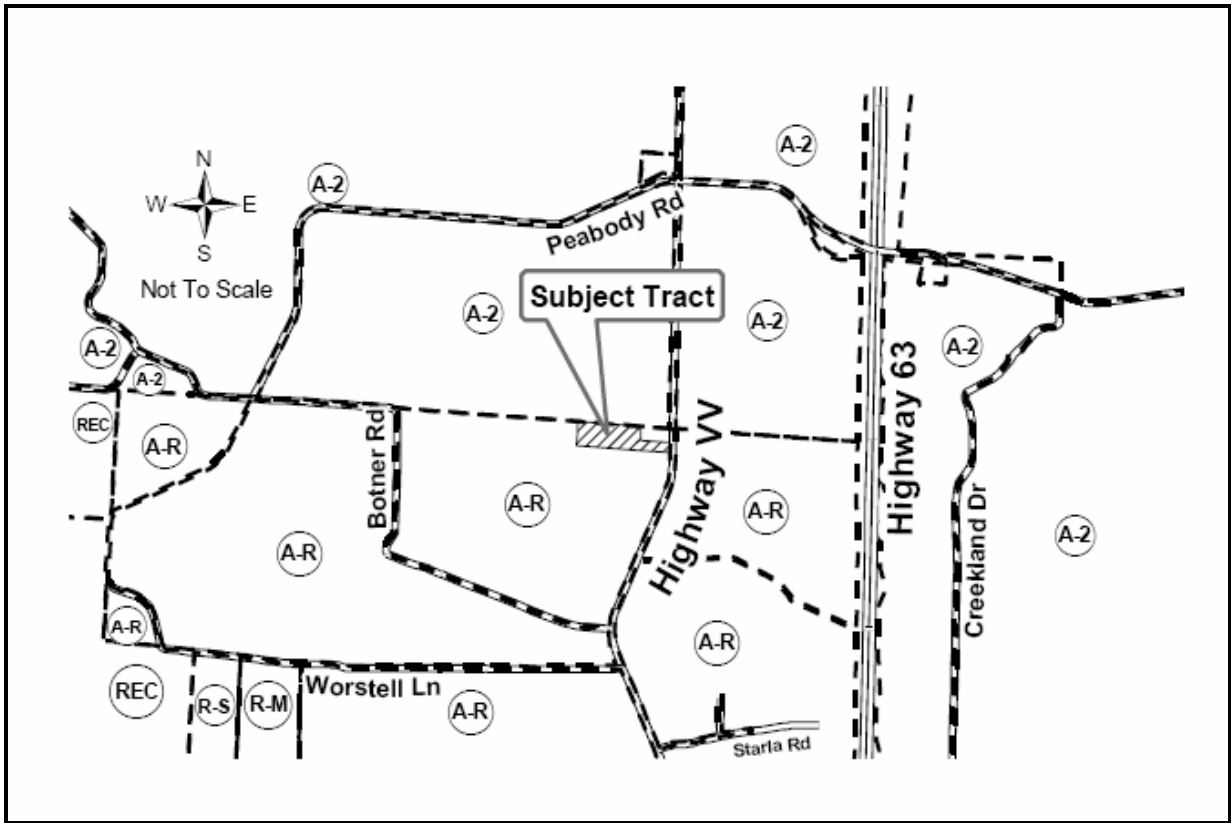 A-2
A-2
N
W E
S
Not To Scale
Peabody Rd
Subject Tract
A-2
A-2
A-2
A-2
A-2
REC
A-R
Botner Rd
Highway VV
Highway 63
Creekland Dr
A-R
A-R
A-R
A-2
A-R
A-R
REC
R-S
R-M
Worstell Ln
A-R
Starla Rd